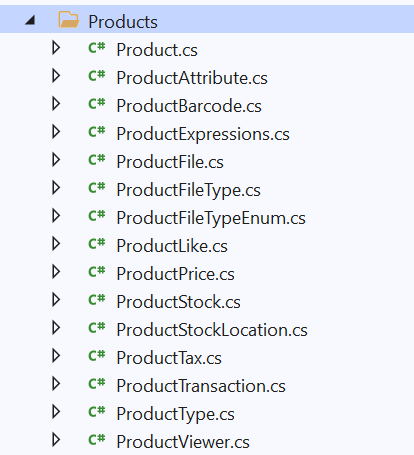 Products
C# Product.cs
C# ProductAttribute.cs
C# ProductBarcode.cs
C# ProductExpressions.cs
C# ProductFile.cs
C# ProductFileType.cs
C# ProductFileTypeEnum.cs
C# ProductLike.cs
C# ProductPrice.cs
C# ProductStock.cs
C# ProductStockLocation.cs
C# ProductTax.cs
C# ProductTransaction.cs
C# ProductType.cs
C# ProductViewer.cs